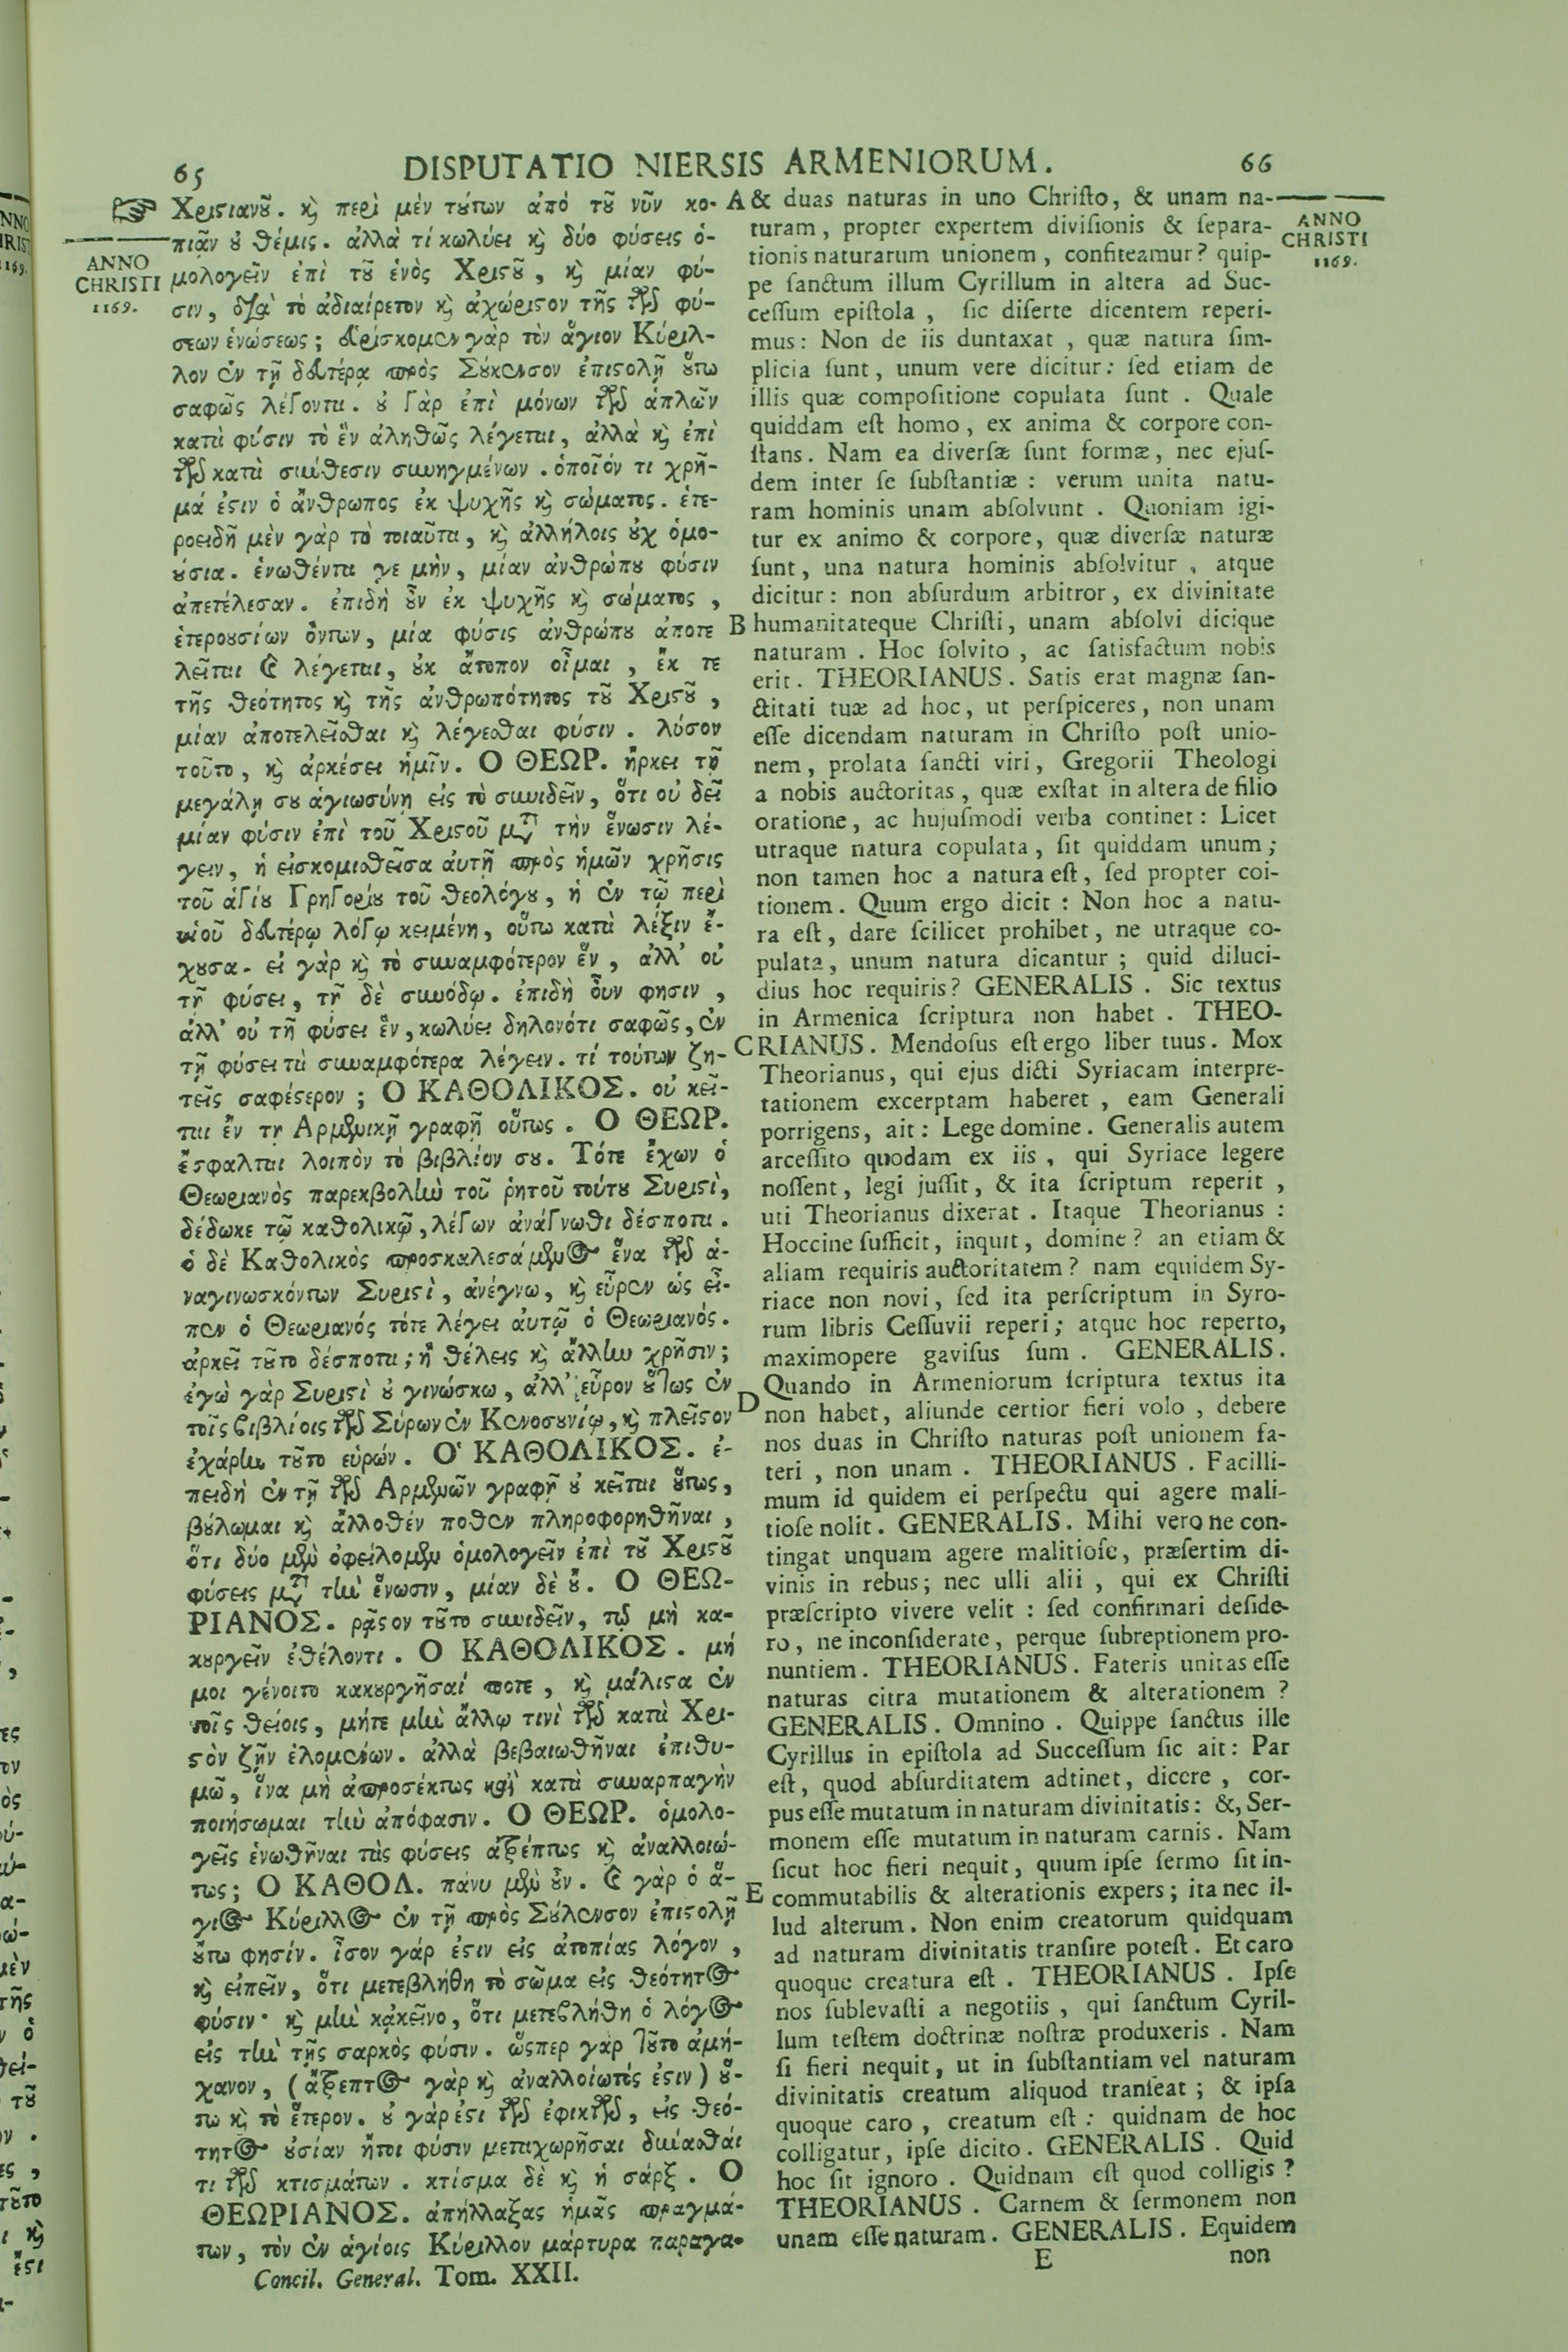 65
DISPUTATIO NIERSIS ARMENIORUM.
66
ANNO
CHRISTI
1169.
Χριστιανοῦ. καὶ περὶ μὲν τούτων ἀπό τοῦ νῦν κο-
πιᾷν οὐ θέμις. ἀλλὰ τί κωλύει καὶ δύο φύσεις ὁ-
μολογεῖν ἐπὶ τοῦ ἑνὸς Χριστοῦ, καὶ μίαν φύ-
σιν, διὰ τὸ ἀδιαίρετον καὶ ἀχώριστον τῆς τῶν φύ-
σεων ἑνώσεως; εὑρίσκομεν γὰρ τὸν ἅγιον Κύριλ-
λον ἐν τῇ δευτέρᾳ πρὸς Σούκενσον ἐπιστολῇ οὕτω
σαφῶς λέγοντα. οὐ γὰρ ἐπὶ μόνων τῶν ἁπλῶν
κατὰ φύσιν τὸ ἓν ἀληθῶς λέγεται, ἀλλὰ καὶ ἐπὶ
τῶν κατὰ σύνθεσιν συνηγμένων. ὁποῖόν τι χρῆ-
μά ἐστιν ὁ ἄνθρωπος ἐκ ψυχῆς καὶ σώματος. ἑτε-
ροειδῆ μὲν γὰρ τὰ τοιαῦτα, καὶ ἀλλήλοις οὐχ ὁμο-
ούσια. ἑνωθέντα γε μὴν, μίαν ἀνθρώπου φύσιν
ἀπετέλεσαν. ἐπιδὴ οὖν ἐκ ψυχῆς καὶ σώματος,
ἑτερουσίων ὄντων, μία φύσις ἀνθρώπου ἀποτε
λεῖται καὶ λέγεται, οὐκ ἄτοπον οἶμαι, ἔκ τε
τῆς θεότητος καὶ τῆς ἀνθρωπότητος τοῦ Χριστοῦ,
μίαν ἀποτελεῖσθαι καὶ λέγεσθαι φύσιν. λύσον
τοῦτο, καὶ ἀρκέσει ἡμῖν. Ο ΘΕΩΡ. ἤρκει τῇ
μεγάλῃ σου ἁγιωσύνῃ εἰς τὸ συνιδεῖν, ὅτι οὐ δεῖ
μίαν φύσιν ἐπὶ τοῦ Χριστοῦ μετὰ τὴν ἕνωσιν λέ-
γειν, ἡ εἰσκομισθεῖσα αὐτῇ πρὸς ἡμῶν χρῆσις
τοῦ ἁγίου Γρηγορίου τοῦ θεολόγου, ἡ ἐν τῷ περὶ
υἱοῦ δευτέρῳ λόγῳ κειμένη, οὕτω κατὰ λέξιν ἔ-
χουσα. εἰ γὰρ καὶ τὸ συναμφότερον ἓν, ἀλλ' οὐ
τῇ φύσει, τῇ δὲ συνόδῳ. ἐπιδὴ οὖν φησιν,
ἀλλ' οὐ τῇ φύσει ἓν, κωλύει δηλονότι σαφῶς, ἐν
τῇ φύσει τὰ συναμφότερα λέγειν. τί τούτων ζη-
τεῖς σαφέστερον; Ο ΚΑΘΟΛΙΚΟΣ. οὐ κεῖ-
ται ἔν τῃ Αρμενικῇ γραφῇ οὕτως. Ο ΘΕΩΡ.
ἔσφαλται λοιπὸν τὸ βιβλίον σου. Τότε ἔχων ὁ
Θεωριανὸς παρεκβολὴν τοῦ ῥητοῦ τούτου Συριστὶ,
δέδωκε τῷ καθολικῷ, λέγων ἀνάγνωθι δέσποτα.
ὁ δὲ Καθολικὸς προσκαλεσάμενος ἕνα τῶν ἀ-
ναγινωσκόντων Συριστὶ, ἀνέγνω, καὶ εὗρεν ὡς εἶ-
πεν ὁ Θεωριανός τότε λέγει αὐτῷ ὁ Θεωριανός.
ἀρκεῖ τοῦτο δέσποτα; ἢ θέλεις καὶ ἄλλην χρῆσιν;
ἐγὼ γὰρ Συριστὶ οὐ γινώσκω, ἀλλ' εὗρον οὕτως ἐν
τοῖς βιβλίοις τῶν Σύρων ἐν Κενοσουνίῳ, καὶ πλεῖστον
ἐχάρην τοῦτο εὑρών. Ὁ ΚΑΘΟΛΙΚΟΣ. ἐ-
πειδὴ ἐν τῇ τῶν Αρμενῶν γραφῇ οὐ κεῖται οὕτως,
βούλωμαι καὶ ἄλλοθέν ποθεν πληροφορηθῆναι,
ὅτι δύο μὲν ὀφείλομεν ὁμολογεῖν ἐπὶ τοῦ Χριστοῦ
φύσεις μετὰ τὴν ἕνωσιν, μίαν δὲ οὔ. Ο ΘΕΩ-
ΡΙΑΝΟΣ. ρᾷστον τοῦτο συνιδεῖν, τῷ μὴ κα-
κουργεῖν ἐθέλοντι. Ο ΚΑΘΟΛΙΚΟΣ. μή
μοι γένοιτο κακουργῆσαί ποτε, καὶ μάλιστα ἐν
τοῖς θείοις, μήτε μὴν ἄλλῳ τινὶ τῶν κατὰ Χρι-
στὸν ζῆν ἑλομένων. ἀλλὰ βεβαιωθῆναι ἐπιθυ-
μῶ, ἵνα μὴ ἀπροσέκτως καὶ κατὰ συναρπαγὴν
ποιήσωμαι τὴν ἀπόφασιν. Ο ΘΕΩΡ. ὁμολο-
γεῖς ἑνωθῆναι τὰς φύσεις ἀτρέπτως καὶ ἀναλλοιώ-
τως; Ο ΚΑΘΟΛ. πάνυ μὲν οὖν. καὶ γὰρ ὁ ἅ-
γιος Κύριλλος ἐν τῇ πρὸς Σούκενσον ἐπιστολῇ
οὕτω φησίν. ἶσον γάρ ἐστιν εἰς ἀτοπίας λόγον,
καὶ εἰπεῖν, ὅτι μετεβλήθη τὸ σῶμα εἰς θεότητος
φύσιν· καὶ μὴν κἀκεῖνο, ὅτι μετεβλήθη ὁ λόγος
εἰς τὴν τῆς σαρκὸς φύσιν. ὥσπερ γὰρ τοῦτο ἀμή-
χανον, (ἄτρεπτος γὰρ καὶ ἀναλλοίωτός ἐστιν) οὕ-
τω καὶ τὸ ἕτερον. οὐ γὰρ ἐστι τῶν ἐφικτῶν, εἰς θεό-
τητος οὐσίαν ἤτοι φύσιν μεταχωρῆσαι δύνασθαί
τι τῶν κτισμάτων. κτίσμα δὲ καὶ ἡ σάρξ. Ο
ΘΕΩΡΙΑΝΟΣ. ἀπήλλαξας ἡμᾶς πραγμά-
των, τὸν ἐν ἁγίοις Κύριλλον μάρτυρα παραγα-
Concil. General. Tom. XXII.
A
B
C
D
E
& duas naturas in uno Chriſto, & unam na-
turam, propter expertem diviſionis & ſepara-
tionis naturarum unionem, confiteamur? quip-
pe ſanctum illum Cyrillum in altera ad Suc-
ceſſum epiſtola, ſic diſerte dicentem reperi-
mus: Non de iis duntaxat, quæ natura ſim-
plicia ſunt, unum vere dicitur: ſed etiam de
illis quæ compoſitione copulata ſunt. Quale
quiddam eſt homo, ex anima & corpore con-
ſtans. Nam ea diverſæ ſunt formæ, nec ejuſ-
dem inter ſe ſubſtantiæ: verum unita natu-
ram hominis unam abſolvunt. Quoniam igi-
tur ex animo & corpore, quæ diverſæ naturæ
ſunt, una natura hominis abſolvitur, atque
dicitur: non abſurdum arbitror, ex divinitate
humanitateque Chriſti, unam abſolvi dicique
naturam. Hoc ſolvito, ac ſatisfactum nobis
erit. THEORIANUS. Satis erat magnæ ſan-
ctitati tuæ ad hoc, ut perſpiceres, non unam
eſſe dicendam naturam in Chriſto poſt unio-
nem, prolata ſancti viri, Gregorii Theologi
a nobis auctoritas, quæ exſtat in altera de filio
oratione, ac hujuſmodi verba continet: Licet
utraque natura copulata, ſit quiddam unum;
non tamen hoc a natura eſt, ſed propter coi-
tionem. Quum ergo dicit: Non hoc a natu-
ra eſt, dare ſcilicet prohibet, ne utraque co-
pulata, unum natura dicantur; quid diluci-
dius hoc requiris? GENERALIS. Sic textus
in Armenica ſcriptura non habet. THEO-
RIANUS. Mendoſus eſt ergo liber tuus. Mox
Theorianus, qui ejus dicti Syriacam interpre-
tationem excerptam haberet, eam Generali
porrigens, ait: Lege domine. Generalis autem
arceſſito quodam ex iis, qui Syriace legere
noſſent, legi juſſit, & ita ſcriptum reperit,
uti Theorianus dixerat. Itaque Theorianus:
Hoccine ſufficit, inquit, domine? an etiam &
aliam requiris auctoritatem? nam equidem Sy-
riace non novi, ſed ita perſcriptum in Syro-
rum libris Ceſſuvii reperi; atque hoc reperto,
maximopere gaviſus ſum. GENERALIS.
Quando in Armeniorum ſcriptura textus ita
non habet, aliunde certior fieri volo, debere
nos duas in Chriſto naturas poſt unionem fa-
teri, non unam. THEORIANUS. Facilli-
mum id quidem ei perſpectu qui agere mali-
tioſe nolit. GENERALIS. Mihi vero ne con-
tingat unquam agere malitioſe, præſertim di-
vinis in rebus; nec ulli alii, qui ex Chriſti
præſcripto vivere velit: ſed confirmari deſide-
ro, ne inconſiderate, perque ſubreptionem pro-
nuntiem. THEORIANUS. Fateris unitas eſſe
naturas citra mutationem & alterationem?
GENERALIS. Omnino. Quippe ſanctus ille
Cyrillus in epiſtola ad Succeſſum ſic ait: Par
eſt, quod abſurditatem adtinet, dicere, cor-
pus eſſe mutatum in naturam divinitatis: &, Ser-
monem eſſe mutatum in naturam carnis. Nam
ſicut hoc fieri nequit, quum ipſe ſermo ſit in-
commutabilis & alterationis expers; ita nec il-
lud alterum. Non enim creatorum quidquam
ad naturam divinitatis tranſire poteſt. Et caro
quoque creatura eſt. THEORIANUS. Ipſe
nos ſublevaſti a negotiis, qui ſanctum Cyril-
lum teſtem doctrinæ noſtræ produxeris. Nam
ſi fieri nequit, ut in ſubſtantiam vel naturam
divinitatis creatum aliquod tranſeat; & ipſa
quoque caro, creatum eſt: quidnam de hoc
colligatur, ipſe dicito. GENERALIS. Quid
hoc ſit ignoro. Quidnam eſt quod colligis?
THEORIANUS. Carnem & ſermonem non
unam eſſe naturam. GENERALIS. Equidem
E
non
ANNO
CHRISTI
1169.